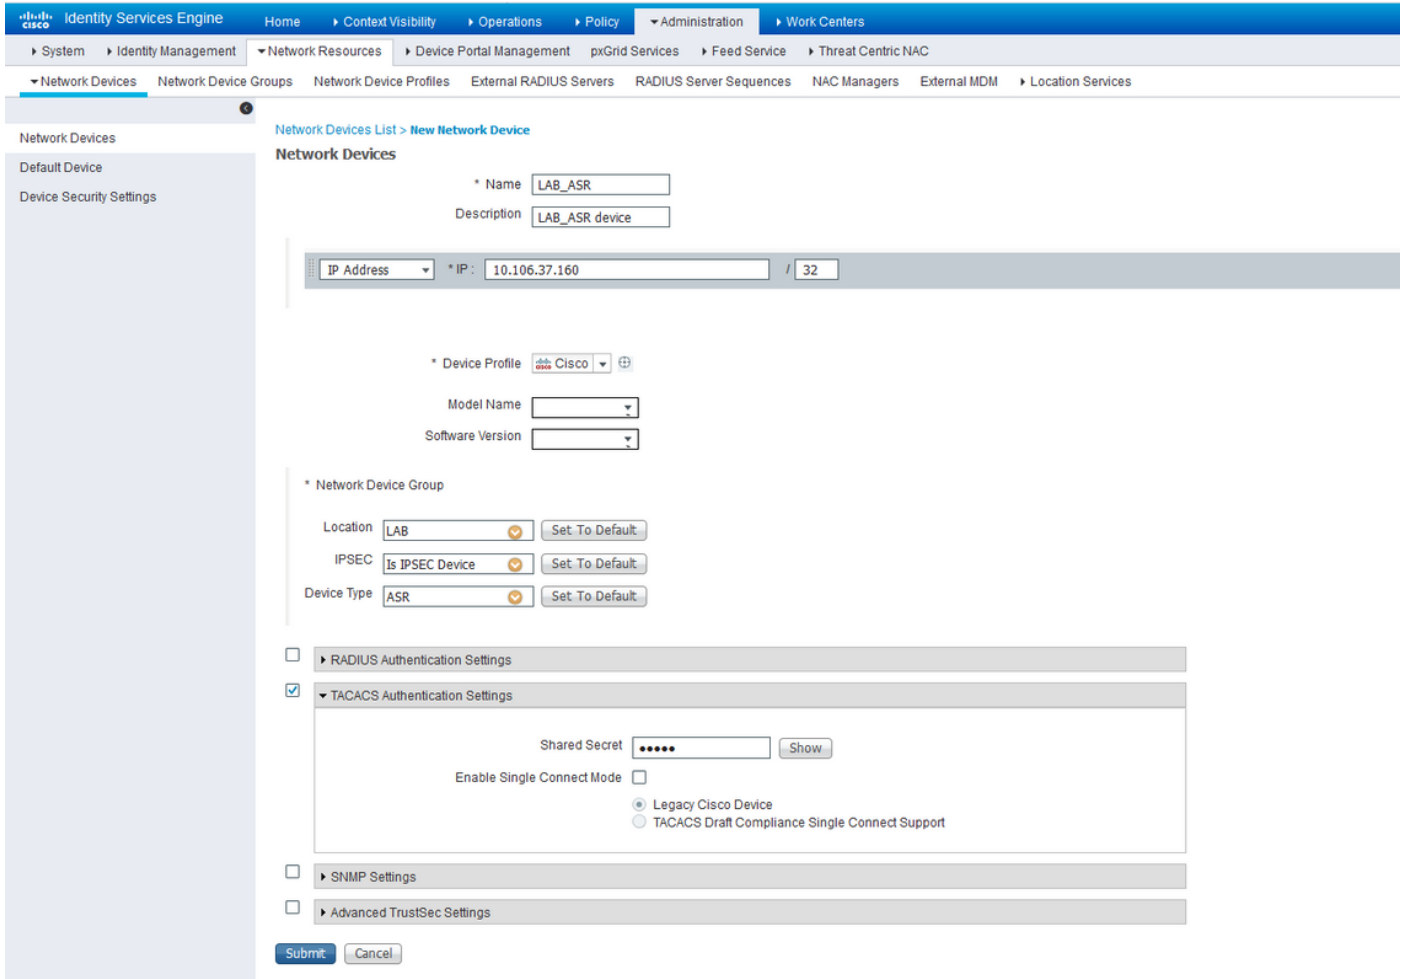 cisco Identity Services Engine Home Context Visibility Operations Policy Administration Work Centers
System Identity Management Network Resources Device Portal Management pxGrid Services Feed Service Threat Centric NAC
Network Devices Network Device Groups Network Device Profiles External RADIUS Servers RADIUS Server Sequences NAC Managers External MDM Location Services
Network Devices
Default Device
Device Security Settings
Network Devices List > New Network Device
Network Devices
* Name LAB_ASR
Description LAB_ASR device
IP Address * IP : 10.106.37.160 / 32
* Device Profile cisco Cisco
Model Name
Software Version
* Network Device Group
Location LAB Set To Default
IPSEC Is IPSEC Device Set To Default
Device Type ASR Set To Default
RADIUS Authentication Settings
TACACS Authentication Settings
Shared Secret ••••• Show
Enable Single Connect Mode
Legacy Cisco Device
TACACS Draft Compliance Single Connect Support
SNMP Settings
Advanced TrustSec Settings
Submit Cancel